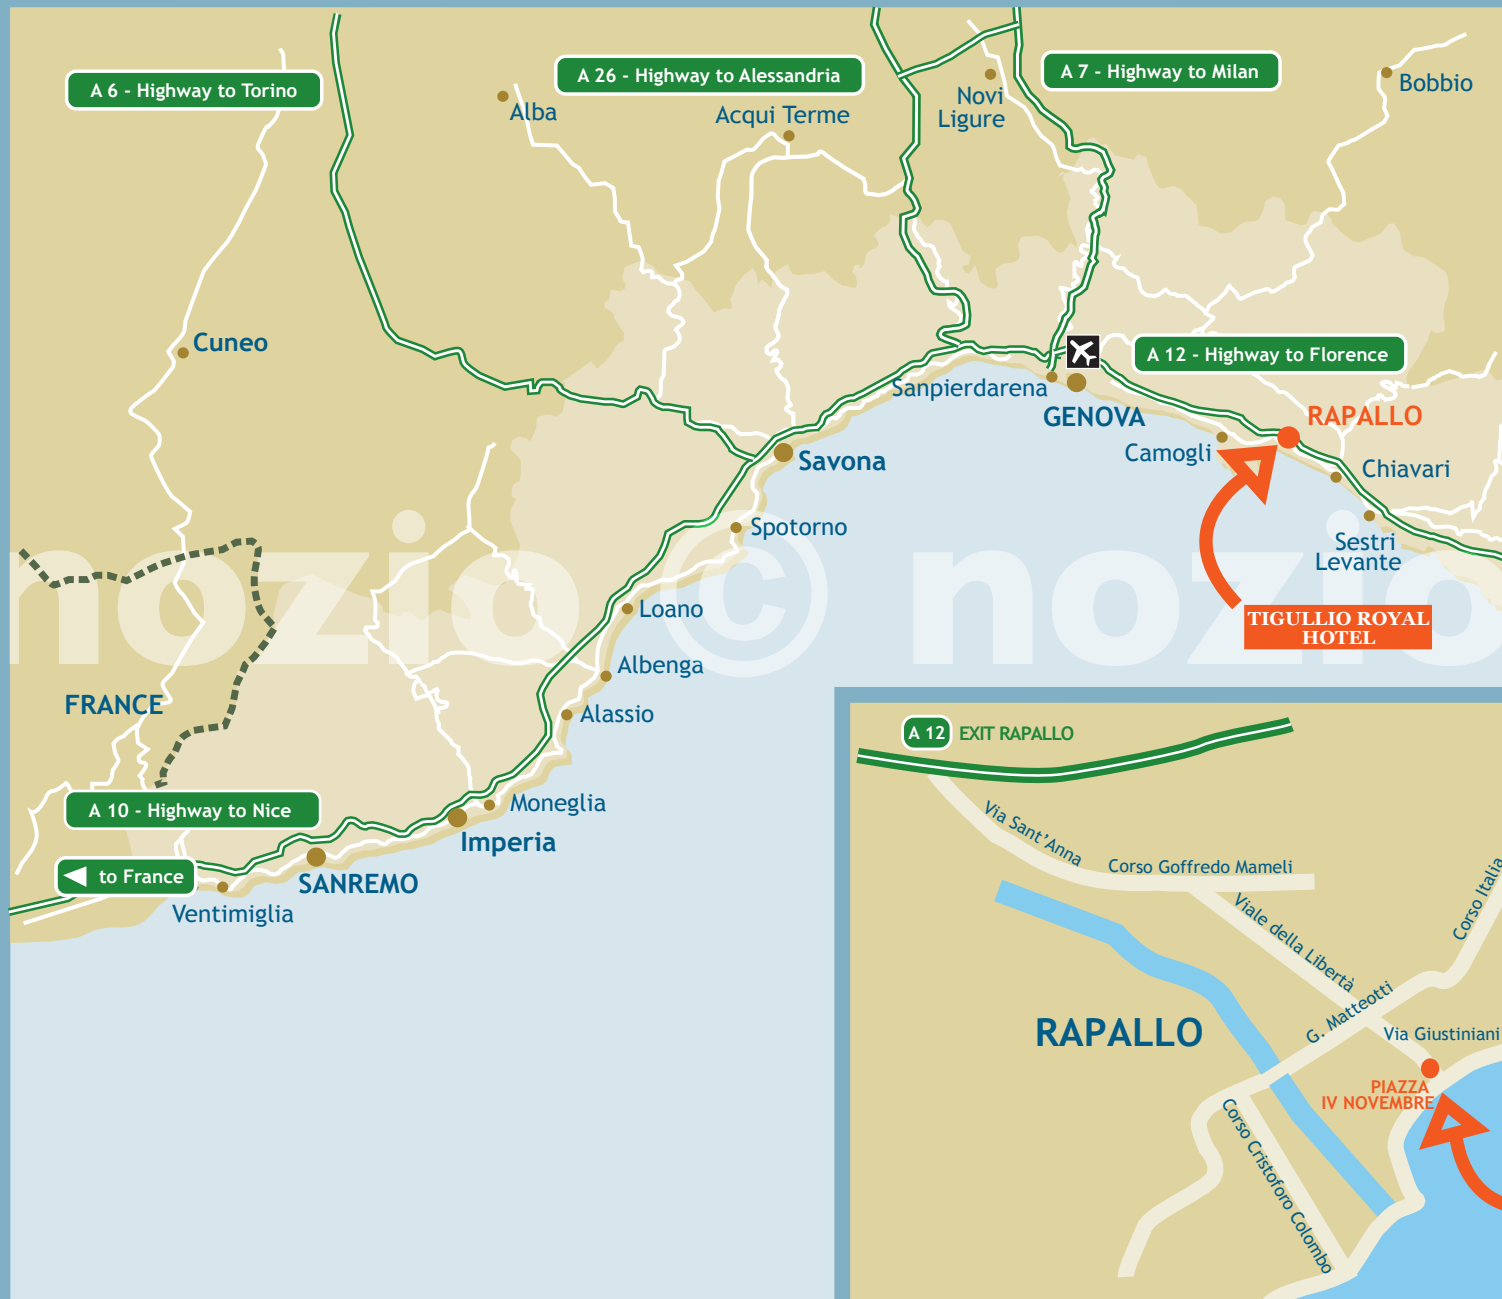 A 6 - Highway to Torino
A 26 - Highway to Alessandria
A 7 - Highway to Milan
Bobbio
Alba
Acqui Terme
Novi
Ligure
Cuneo
A 12 - Highway to Florence
Sanpierdarena
GENOVA
RAPALLO
Camogli
Chiavari
Savona
Spotorno
Sestri
Levante
nozio © nozio
Loano
TIGULLIO ROYAL
HOTEL
Albenga
FRANCE
Alassio
A 10 - Highway to Nice
Moneglia
Imperia
to France
SANREMO
Ventimiglia
A 12 EXIT RAPALLO
Via Sant'Anna
Corso Goffredo Mameli
Viale della Libertà
Corso Italia
G. Matteotti
RAPALLO
Via Giustiniani
PIAZZA
IV NOVEMBRE
Corso Cristoforo Colombo